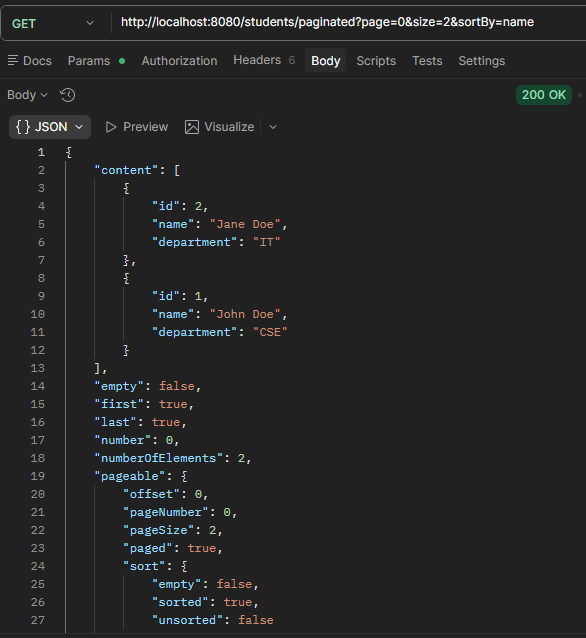 GET http://localhost:8080/students/paginated?page=0&size=2&sortBy=name
Docs Params Authorization Headers 6 Body Scripts Tests Settings
Body 200 OK
{} JSON Preview Visualize
1 {
2 "content": [
3 {
4 "id": 2,
5 "name": "Jane Doe",
6 "department": "IT"
7 },
8 {
9 "id": 1,
10 "name": "John Doe",
11 "department": "CSE"
12 }
13 ],
14 "empty": false,
15 "first": true,
16 "last": true,
17 "number": 0,
18 "numberOfElements": 2,
19 "pageable": {
20 "offset": 0,
21 "pageNumber": 0,
22 "pageSize": 2,
23 "paged": true,
24 "sort": {
25 "empty": false,
26 "sorted": true,
27 "unsorted": false